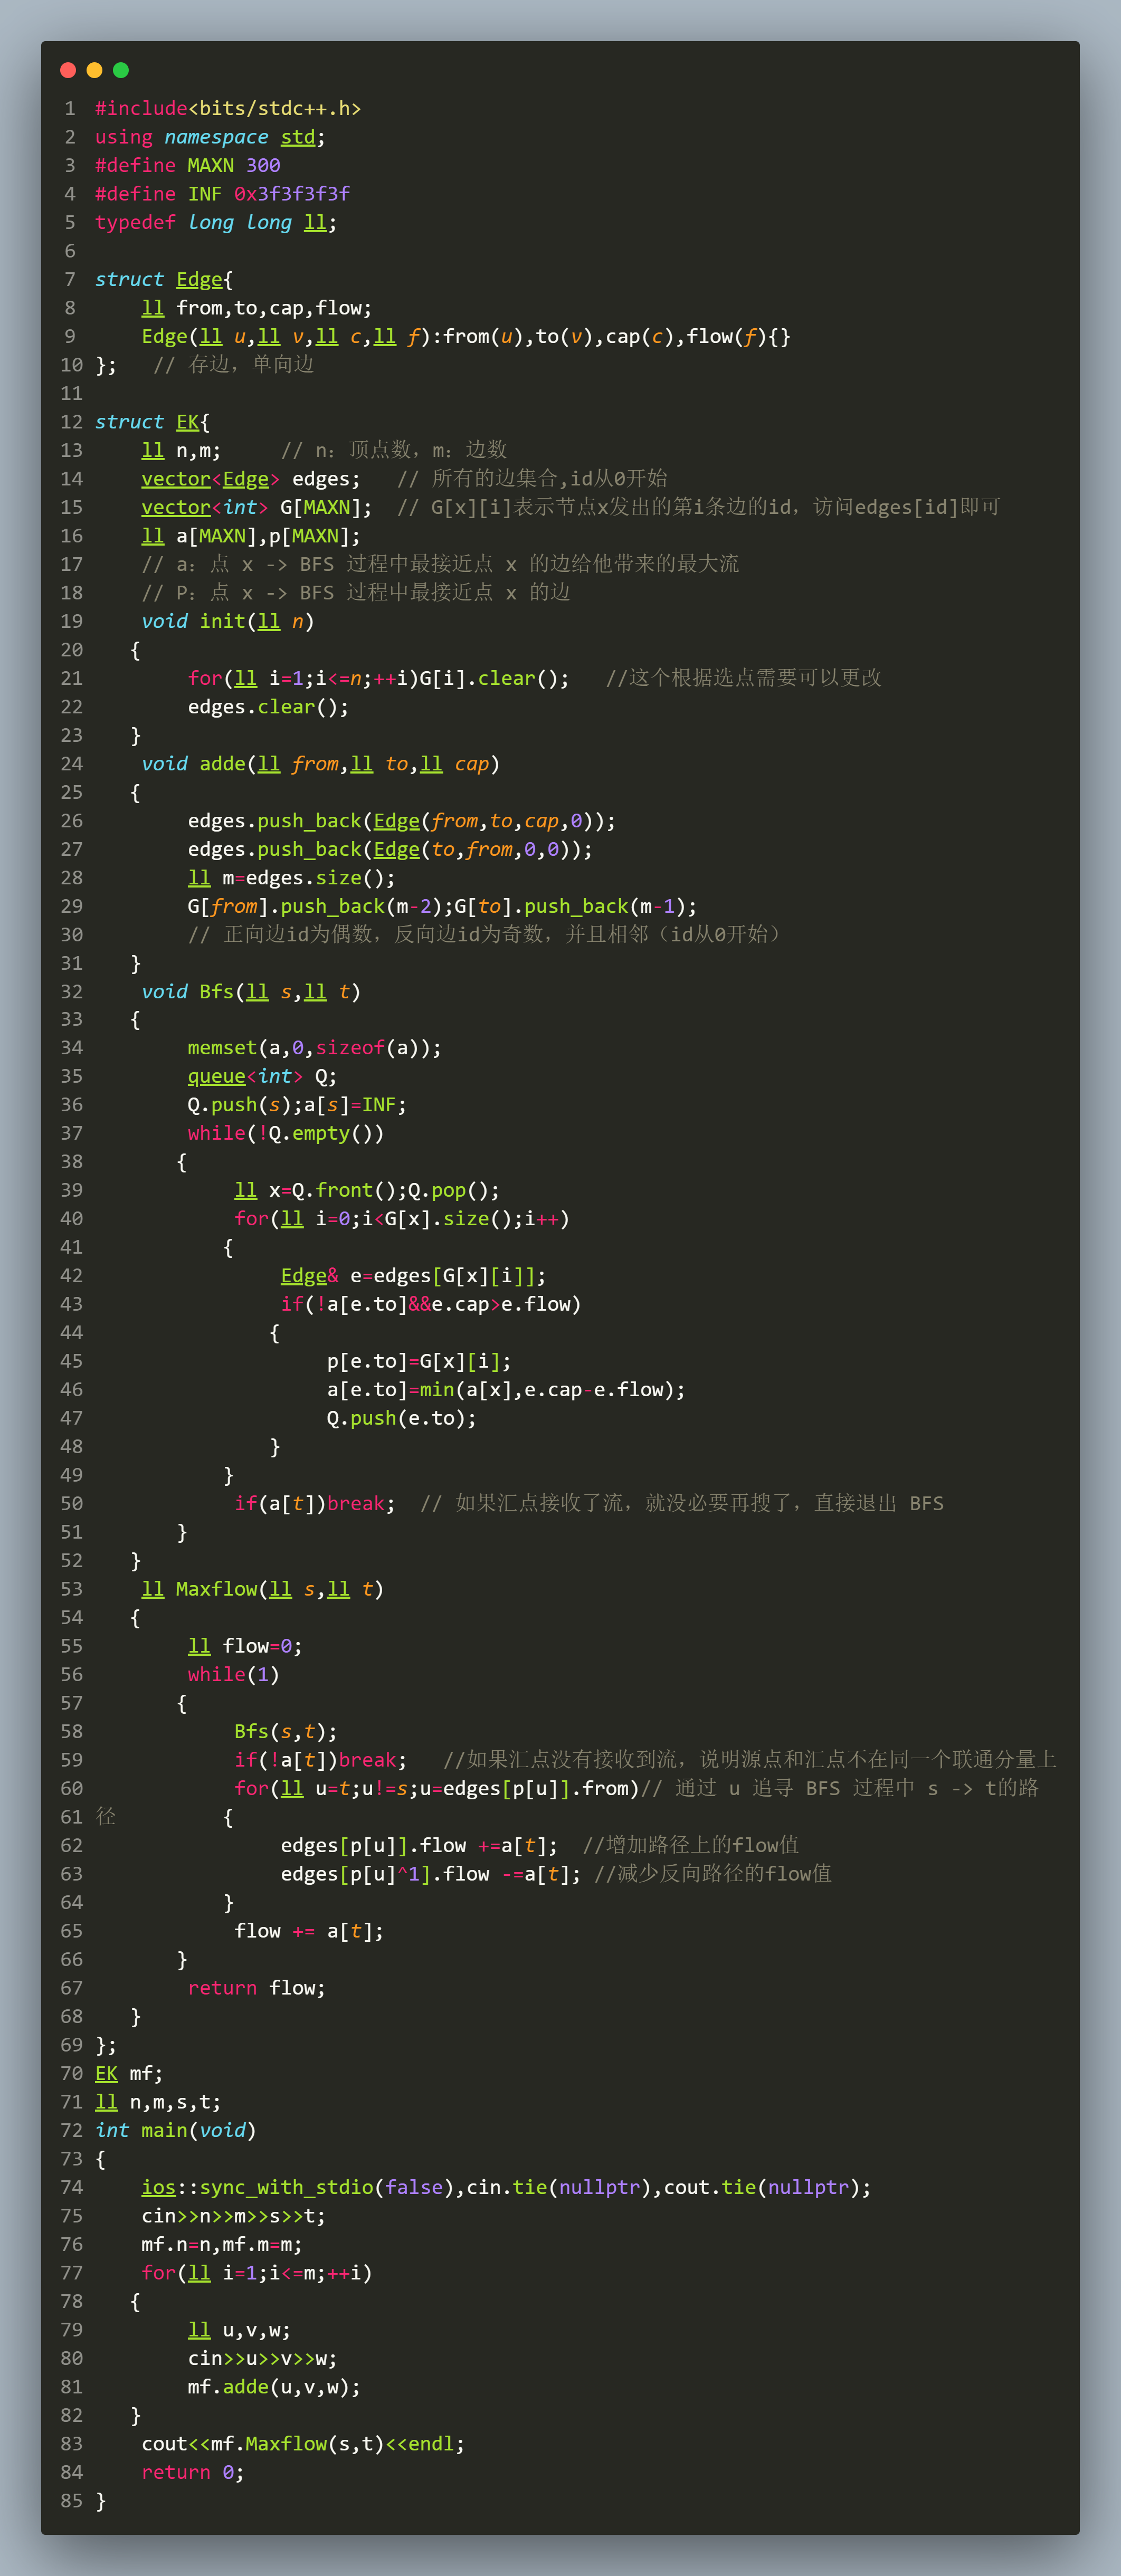 1 #include<bits/stdc++.h>
2 using namespace std;
3 #define MAXN 300
4 #define INF 0x3f3f3f3f
5 typedef long long ll;
6
7 struct Edge{
8     ll from,to,cap,flow;
9     Edge(ll u,ll v,ll c,ll f):from(u),to(v),cap(c),flow(f){}
10 };   // 存边，单向边
11
12 struct EK{
13     ll n,m;     // n：顶点数，m：边数
14     vector<Edge> edges;   // 所有的边集合,id从0开始
15     vector<int> G[MAXN];  // G[x][i]表示节点x发出的第i条边的id，访问edges[id]即可
16     ll a[MAXN],p[MAXN];
17     // a：点 x -> BFS 过程中最接近点 x 的边给他带来的最大流
18     // P：点 x -> BFS 过程中最接近点 x 的边
19     void init(ll n)
20    {
21         for(ll i=1;i<=n;++i)G[i].clear();   //这个根据选点需要可以更改
22         edges.clear();
23    }
24     void adde(ll from,ll to,ll cap)
25    {
26         edges.push_back(Edge(from,to,cap,0));
27         edges.push_back(Edge(to,from,0,0));
28         ll m=edges.size();
29         G[from].push_back(m-2);G[to].push_back(m-1);
30         // 正向边id为偶数，反向边id为奇数，并且相邻（id从0开始）
31    }
32     void Bfs(ll s,ll t)
33    {
34         memset(a,0,sizeof(a));
35         queue<int> Q;
36         Q.push(s);a[s]=INF;
37         while(!Q.empty())
38        {
39             ll x=Q.front();Q.pop();
40             for(ll i=0;i<G[x].size();i++)
41            {
42                 Edge& e=edges[G[x][i]];
43                 if(!a[e.to]&&e.cap>e.flow)
44                {
45                     p[e.to]=G[x][i];
46                     a[e.to]=min(a[x],e.cap-e.flow);
47                     Q.push(e.to);
48                }
49            }
50             if(a[t])break;  // 如果汇点接收了流，就没必要再搜了，直接退出 BFS
51        }
52    }
53     ll Maxflow(ll s,ll t)
54    {
55         ll flow=0;
56         while(1)
57        {
58             Bfs(s,t);
59             if(!a[t])break;   //如果汇点没有接收到流，说明源点和汇点不在同一个联通分量上
60             for(ll u=t;u!=s;u=edges[p[u]].from)// 通过 u 追寻 BFS 过程中 s -> t的路
61 径         {
62                 edges[p[u]].flow +=a[t];  //增加路径上的flow值
63                 edges[p[u]^1].flow -=a[t]; //减少反向路径的flow值
64            }
65             flow += a[t];
66        }
67         return flow;
68    }
69 };
70 EK mf;
71 ll n,m,s,t;
72 int main(void)
73 {
74     ios::sync_with_stdio(false),cin.tie(nullptr),cout.tie(nullptr);
75     cin>>n>>m>>s>>t;
76     mf.n=n,mf.m=m;
77     for(ll i=1;i<=m;++i)
78    {
79         ll u,v,w;
80         cin>>u>>v>>w;
81         mf.adde(u,v,w);
82    }
83     cout<<mf.Maxflow(s,t)<<endl;
84     return 0;
85 }